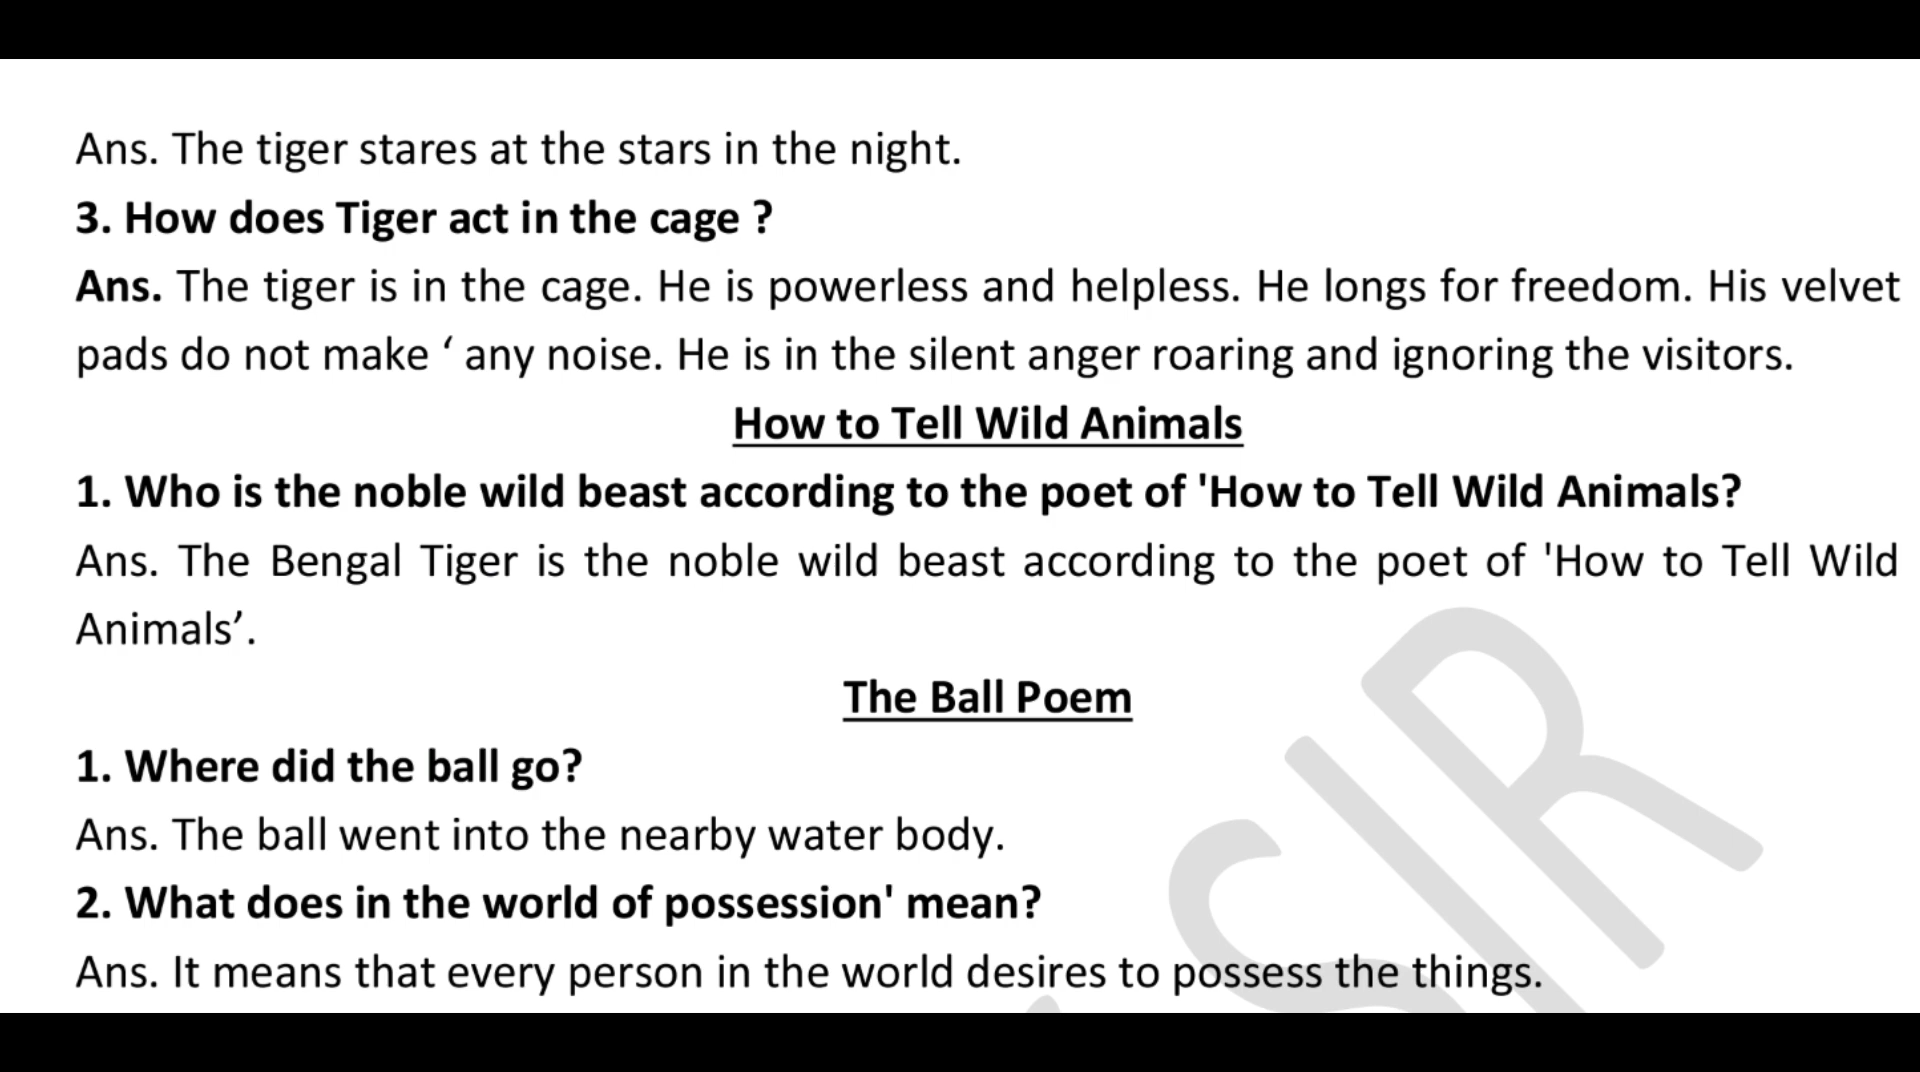 Ans. The tiger stares at the stars in the night.
3. How does Tiger act in the cage ?
Ans. The tiger is in the cage. He is powerless and helpless. He longs for freedom. His velvet
pads do not make ‘ any noise. He is in the silent anger roaring and ignoring the visitors.
How to Tell Wild Animals
1. Who is the noble wild beast according to the poet of 'How to Tell Wild Animals?
Ans. The Bengal Tiger is the noble wild beast according to the poet of 'How to Tell Wild
Animals’.
The Ball Poem
1. Where did the ball go?
Ans. The ball went into the nearby water body.
2. What does in the world of possession' mean?
Ans. It means that every person in the world desires to possess the things.
SIR